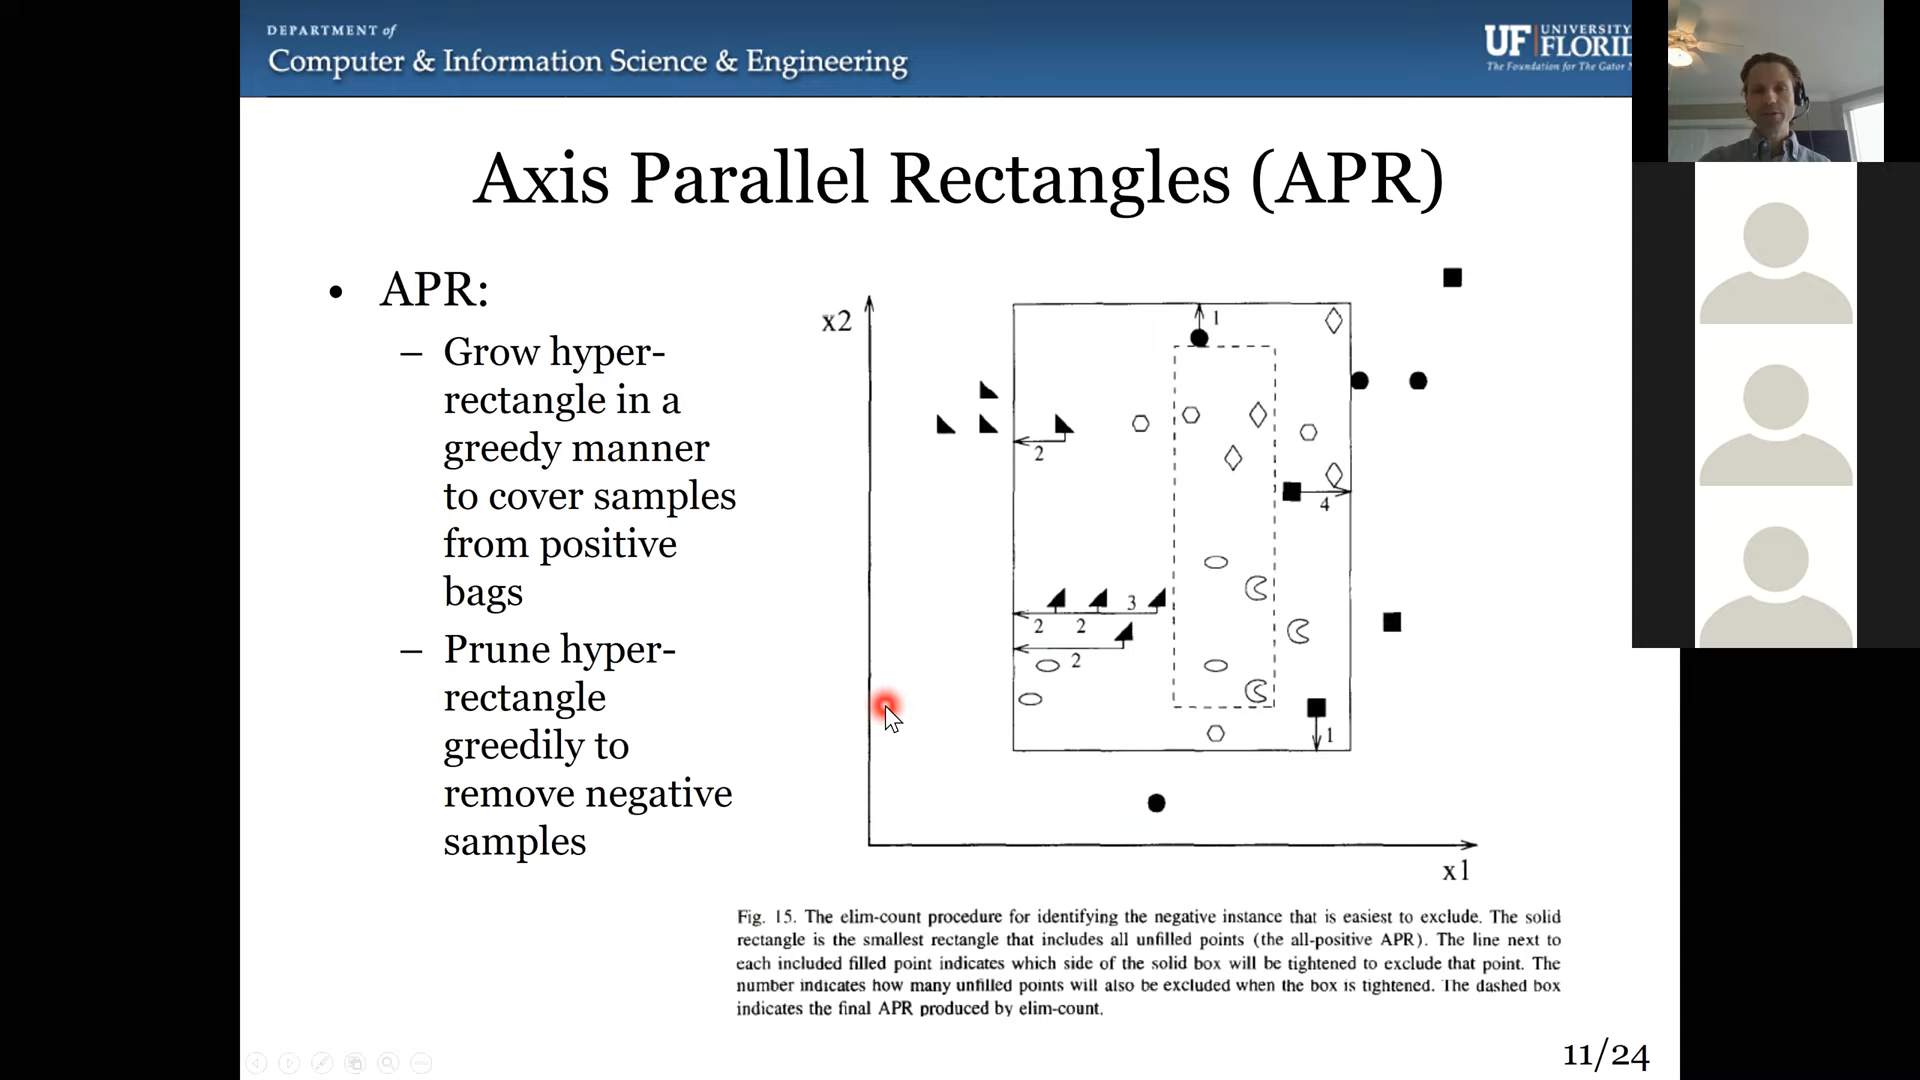 DEPARTMENT of
Computer & Information Science & Engineering
UF UNIVERSITY
The Foundation for The Gator
Axis Parallel Rectangles (APR)
• APR:
– Grow hyper-
rectangle in a
greedy manner
to cover samples
from positive
bags
– Prune hyper-
rectangle
greedily to
remove negative
samples
x2
1
2
4
3
2
2
2
1
x1
Fig. 15. The elim-count procedure for identifying the negative instance that is easiest to exclude. The solid
rectangle is the smallest rectangle that includes all unfilled points (the all-positive APR). The line next to
each included filled point indicates which side of the solid box will be tightened to exclude that point. The
number indicates how many unfilled points will also be excluded when the box is tightened. The dashed box
indicates the final APR produced by elim-count.
11/24